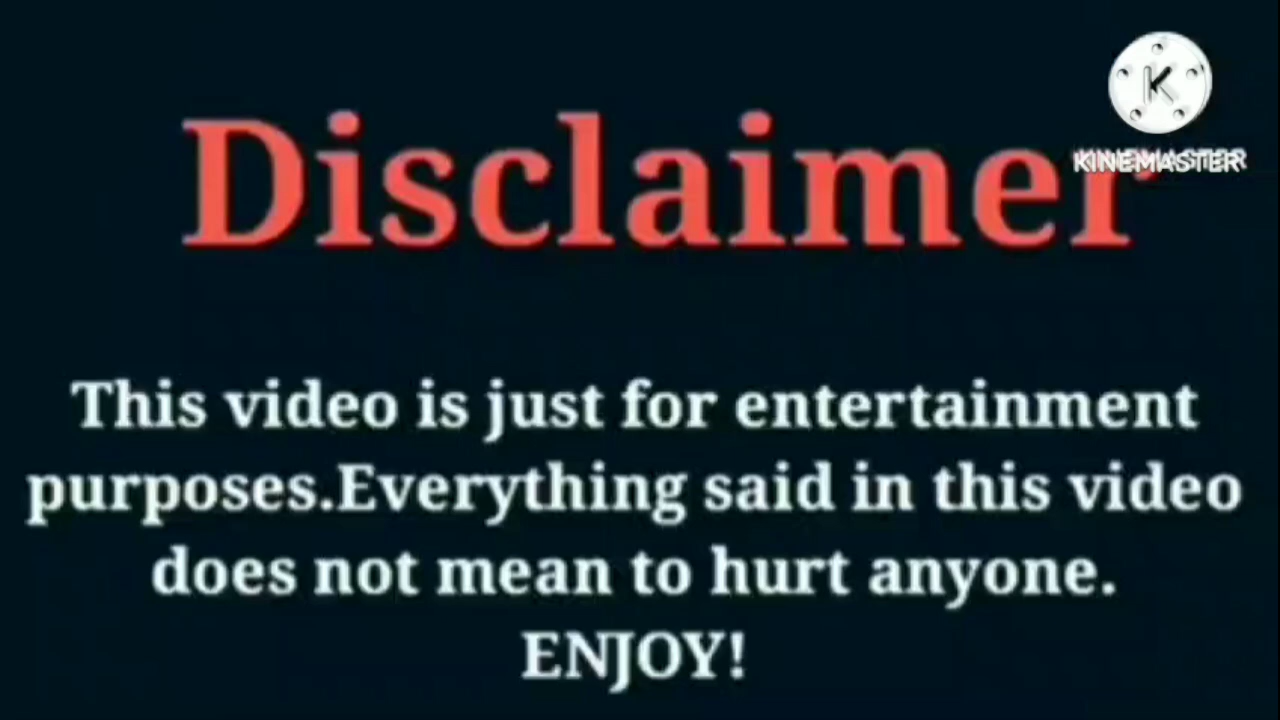 K
KINEMASTER
Disclaimer
This video is just for entertainment
purposes.Everything said in this video
does not mean to hurt anyone.
ENJOY!